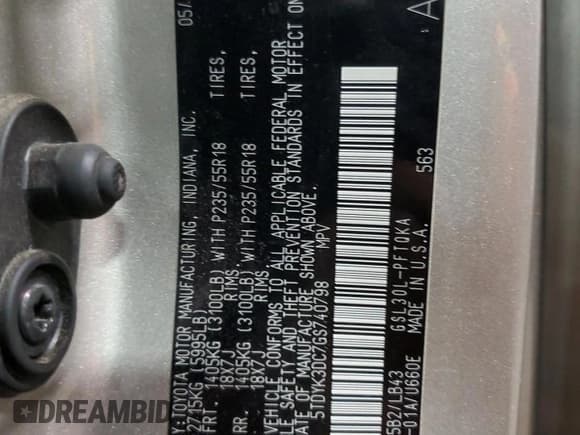 05/
Y:TOYOTA MOTOR MANUFACTURING, INDIANA, INC.
2715KG (5995LB)
FRT. 1405KG (3100LB) WITH P235/55R18 TIRES,
18X7J RIMS
RR. 1405KG (3100LB) WITH P235/55R18 TIRES,
18X7J RIMS
VEHICLE CONFORMS TO ALL APPLICABLE FEDERAL MOTOR
LE SAFETY AND THEFT PREVENTION STANDARDS IN EFFECT ON
ATE OF MANUFACTURE SHOWN ABOVE.
5TDYK3DC7GS740798 MPV
A
563
5B2/LB43 GSL30L-PFTQKA
-01A/U660E MADE IN U.S.A.
DREAMBID